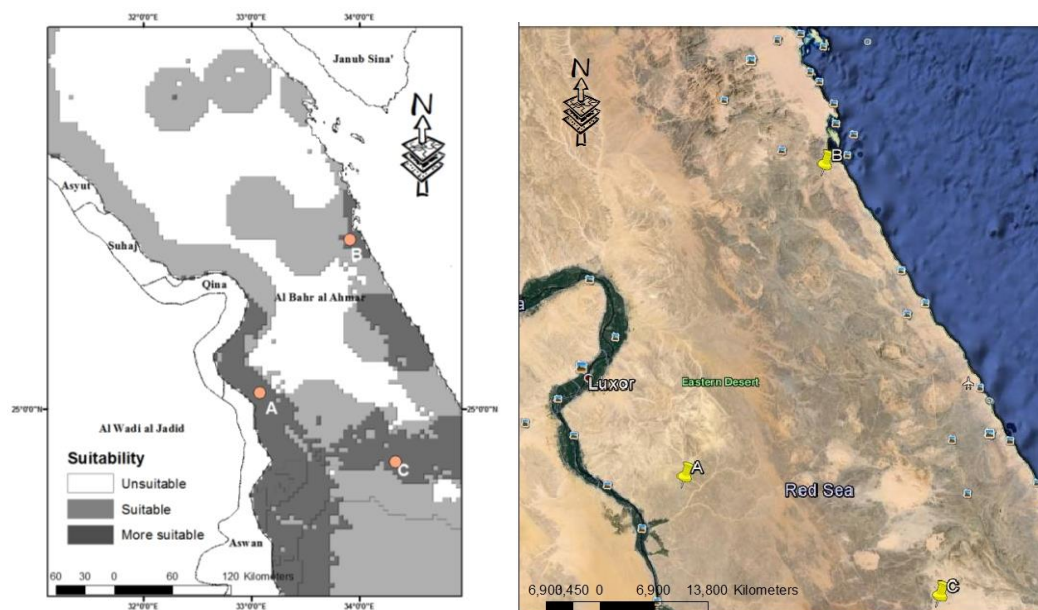 32°0'0"E 33°0'0"E 34°0'0"E
Janub Sina'
N
Asyut
Suhaj
Qina
Al Bahr al Ahmar
B
A
25°0'0"N 25°0'0"N
Al Wadi al Jadid
C
Suitability
Unsuitable
Suitable
More suitable
Aswan
60 30 0 60 120 Kilometers
32°0'0"E 33°0'0"E 34°0'0"E
N
B
Luxor
Eastern Desert
A
Red Sea
C
6,900 3,450 0 6,900 13,800 Kilometers